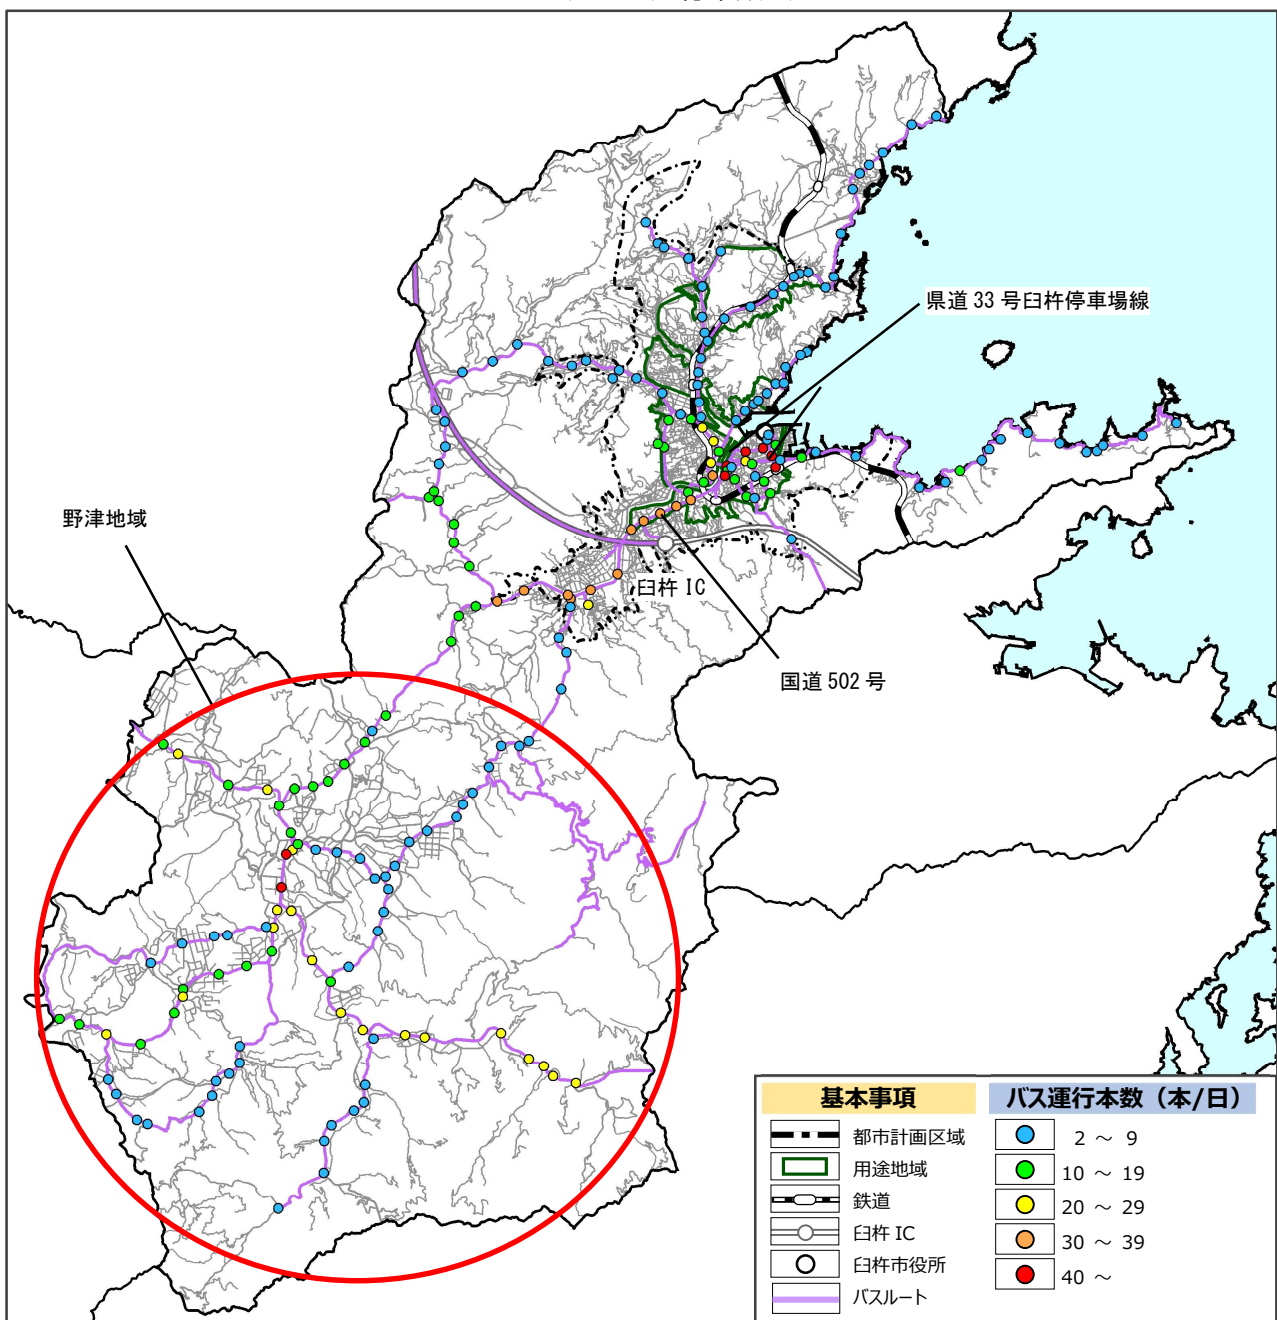 県道 33 号臼杵停車場線
野津地域
臼杵 IC
国道 502 号
基本事項
都市計画区域
用途地域
鉄道
臼杵 IC
臼杵市役所
バスルート
バス運行本数（本/日）
2 ～ 9
10 ～ 19
20 ～ 29
30 ～ 39
40 ～